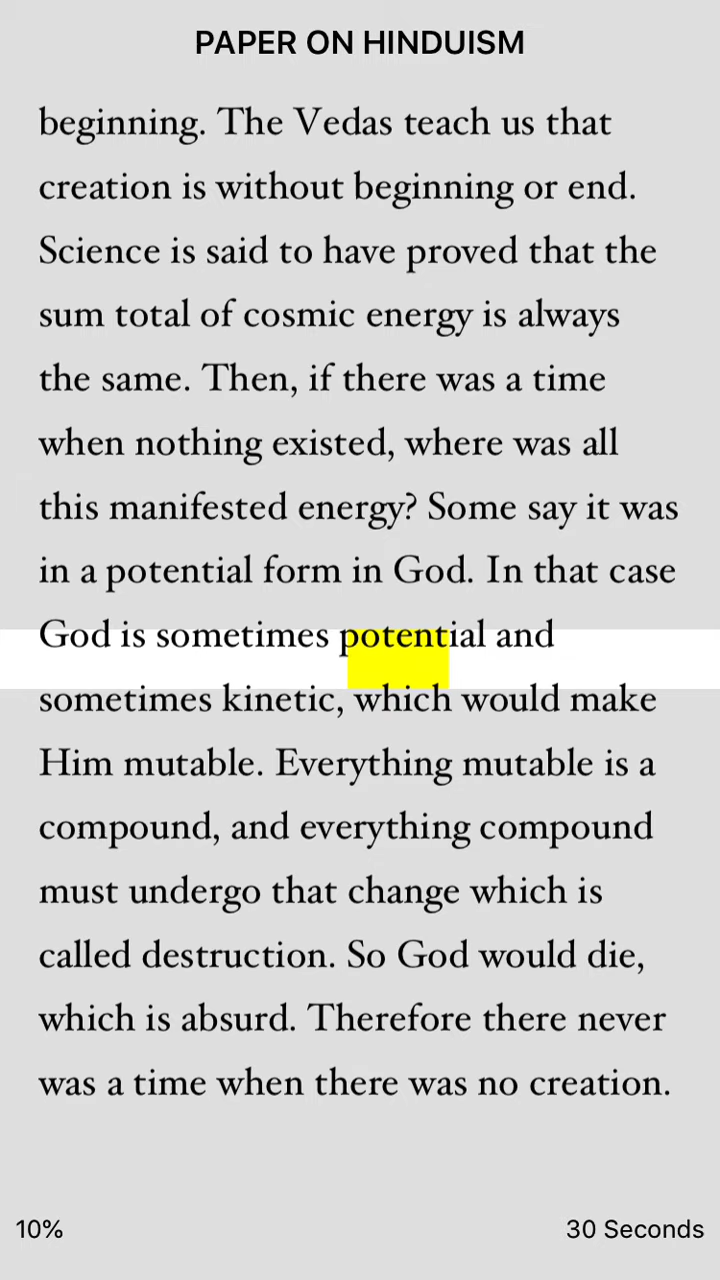 PAPER ON HINDUISM
beginning. The Vedas teach us that
creation is without beginning or end.
Science is said to have proved that the
sum total of cosmic energy is always
the same. Then, if there was a time
when nothing existed, where was all
this manifested energy? Some say it was
in a potential form in God. In that case
God is sometimes potential and
sometimes kinetic, which would make
Him mutable. Everything mutable is a
compound, and everything compound
must undergo that change which is
called destruction. So God would die,
which is absurd. Therefore there never
was a time when there was no creation.
10%
30 Seconds